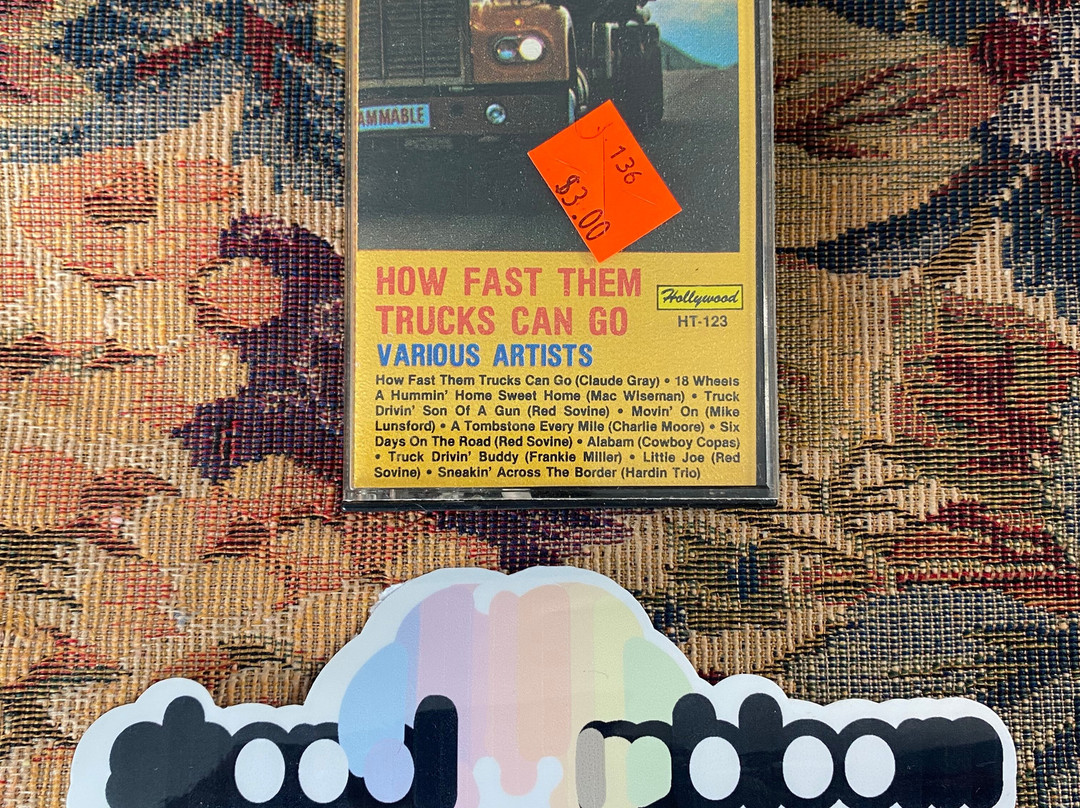 AMMABLE
136
$3.00
HOW FAST THEM
TRUCKS CAN GO
Hollywood
HT-123
VARIOUS ARTISTS
How Fast Them Trucks Can Go (Claude Gray) • 18 Wheels
A Hummin' Home Sweet Home (Mac Wiseman) • Truck
Drivin' Son Of A Gun (Red Sovine) • Movin' On (Mike
Lunsford) • A Tombstone Every Mile (Charlie Moore) • Six
Days On The Road (Red Sovine) • Alabam (Cowboy Copas)
• Truck Drivin' Buddy (Frankie Miller) • Little Joe (Red
Sovine) • Sneakin' Across The Border (Hardin Trio)